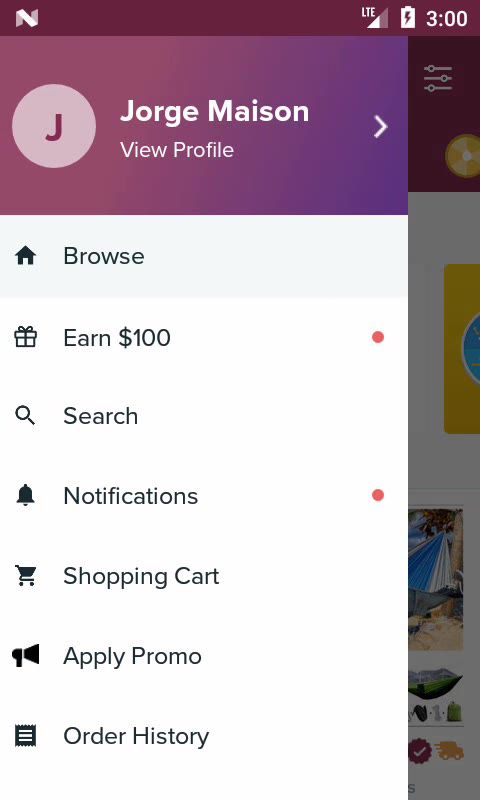 LTE
3:00
J
Jorge Maison
View Profile
Browse
Earn $100
Search
Notifications
Shopping Cart
Apply Promo
Order History
s